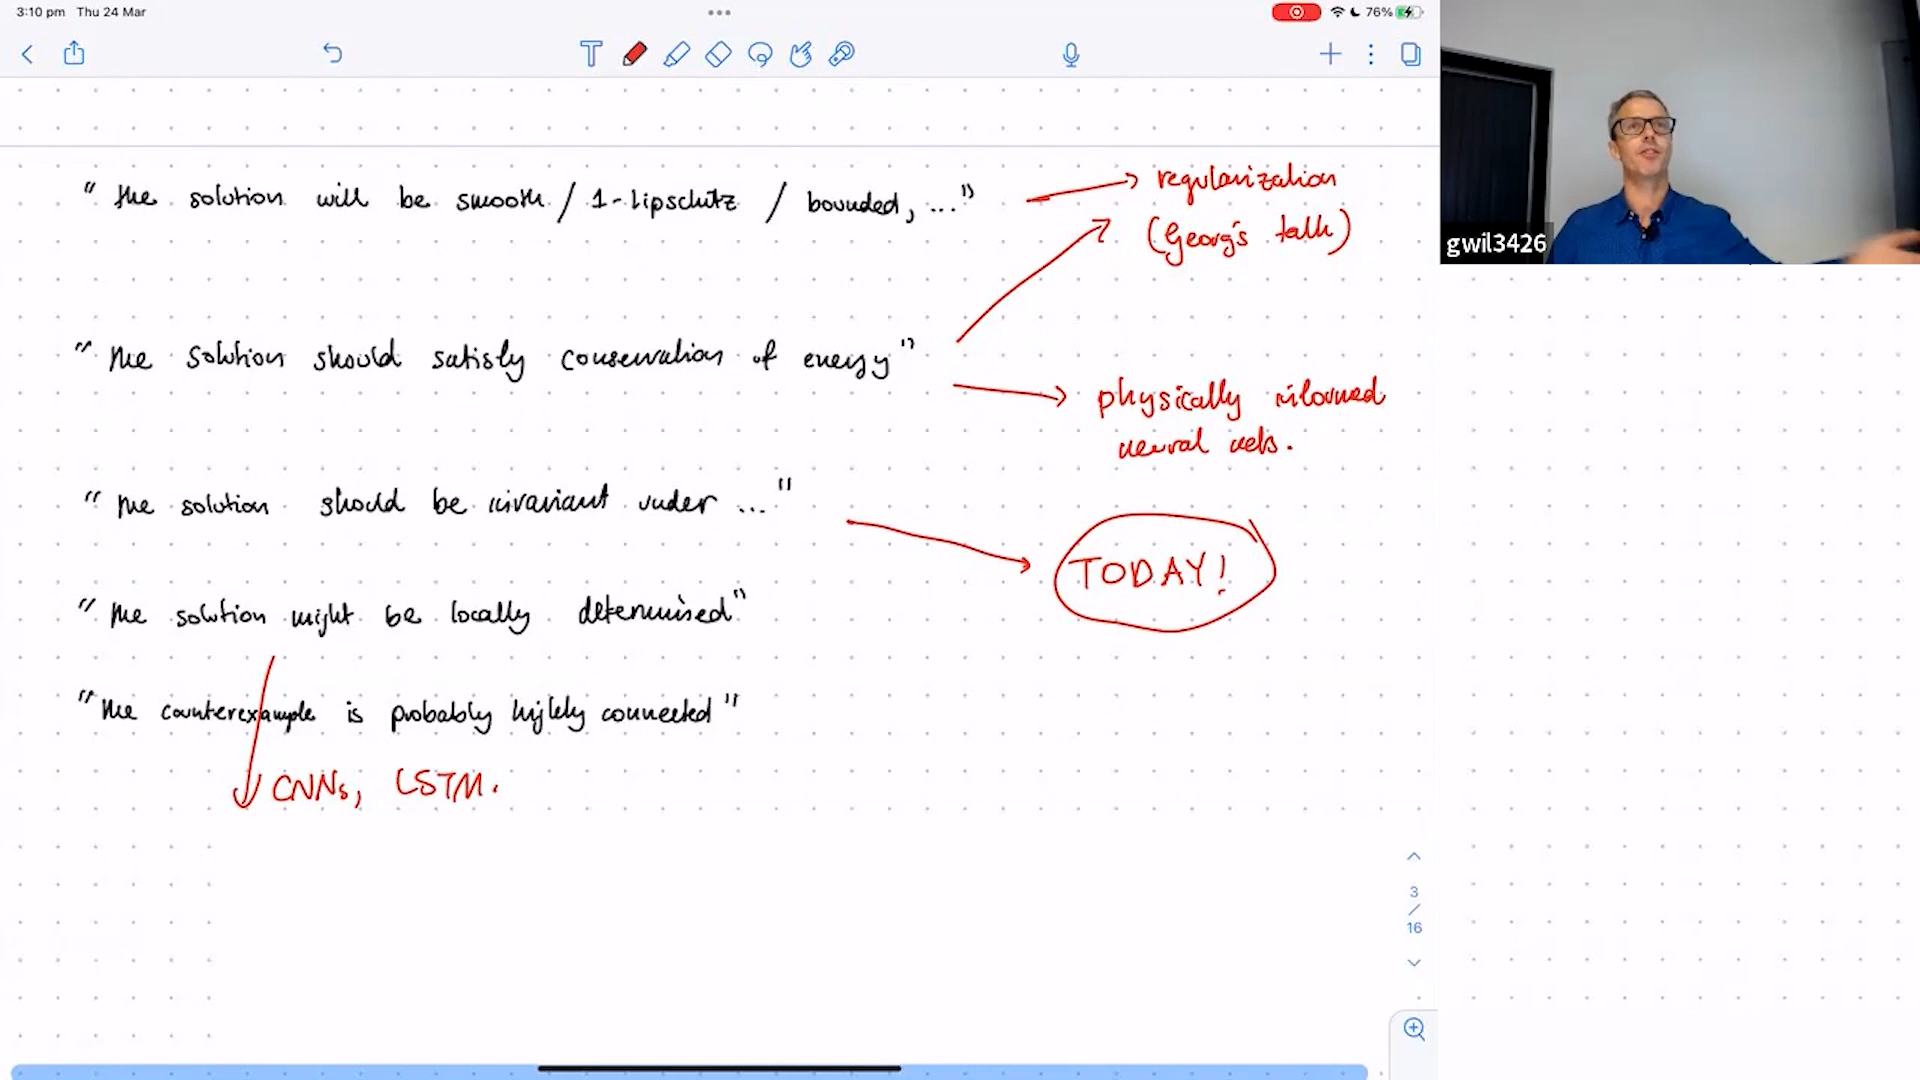 3:10 pm Thu 24 Mar
76%
T
"the solution will be smooth / 1-lipschitz / bounded, ..."
regularization
(Georg's talk)
gwil3426
"the solution should satisfy conservation of energy"
physically informed
neural nets.
"the solution should be invariant under ..."
TODAY!
"the solution might be locally determined"
"the counterexample is probably highly connected"
CNNs, LSTM.
3
/
16